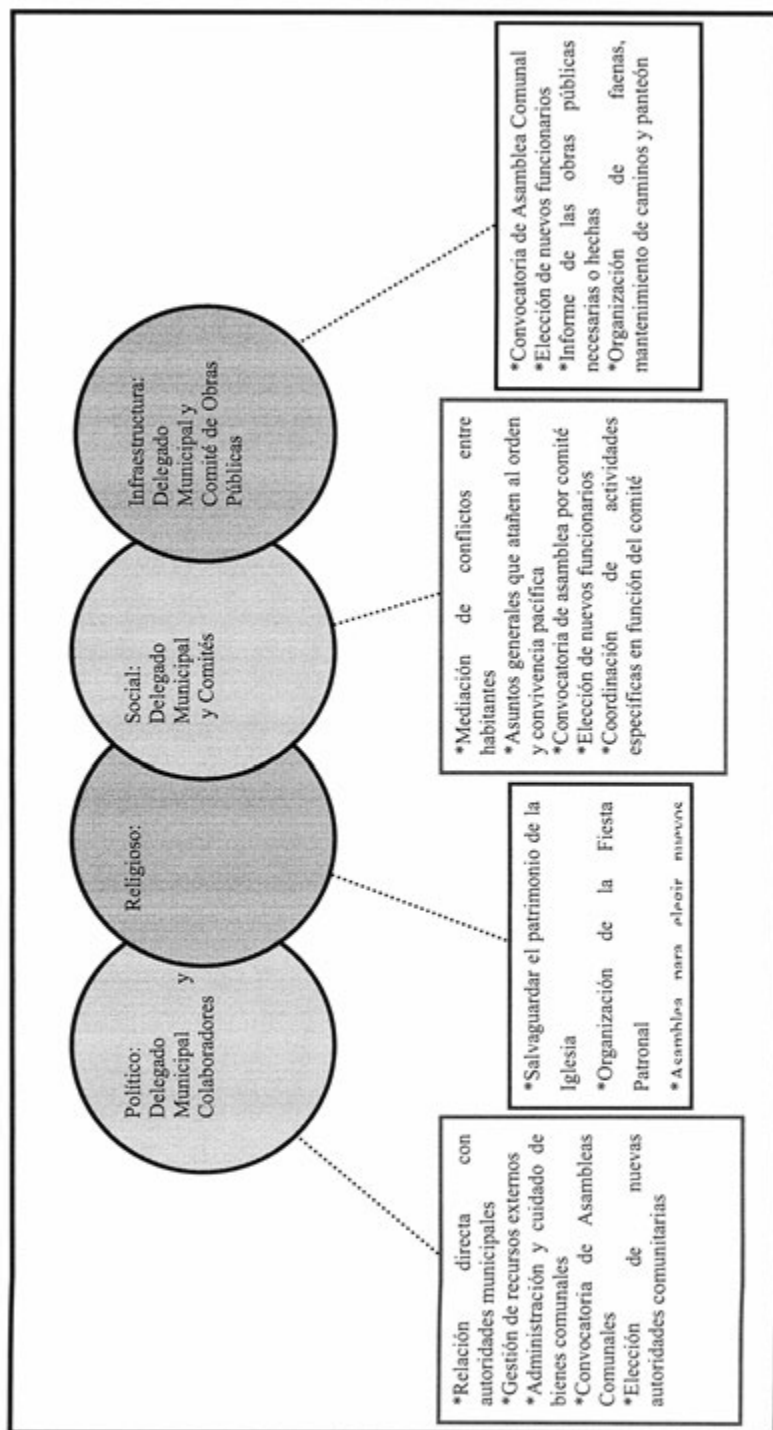 Político:
Delegado
Municipal y
Colaboradores
Religioso:
Social:
Delegado
Municipal
y Comités
Infraestructura:
Delegado
Municipal y
Comité de Obras
Públicas
*Relación directa con
autoridades municipales
*Gestión de recursos externos
*Administración y cuidado de
bienes comunales
*Convocatoria de Asambleas
Comunales
*Elección de nuevas
autoridades comunitarias
*Salvaguardar el patrimonio de la
Iglesia
*Organización de la Fiesta
Patronal
*Asamblea para elegir nuevos
*Mediación de conflictos entre
habitantes
*Asuntos generales que atañen al orden
y convivencia pacífica
*Convocatoria de asamblea por comité
*Elección de nuevos funcionarios
*Coordinación de actividades
específicas en función del comité
*Convocatoria de Asamblea Comunal
*Elección de nuevos funcionarios
*Informe de las obras públicas
necesarias o hechas
*Organización de faenas,
mantenimiento de caminos y panteón